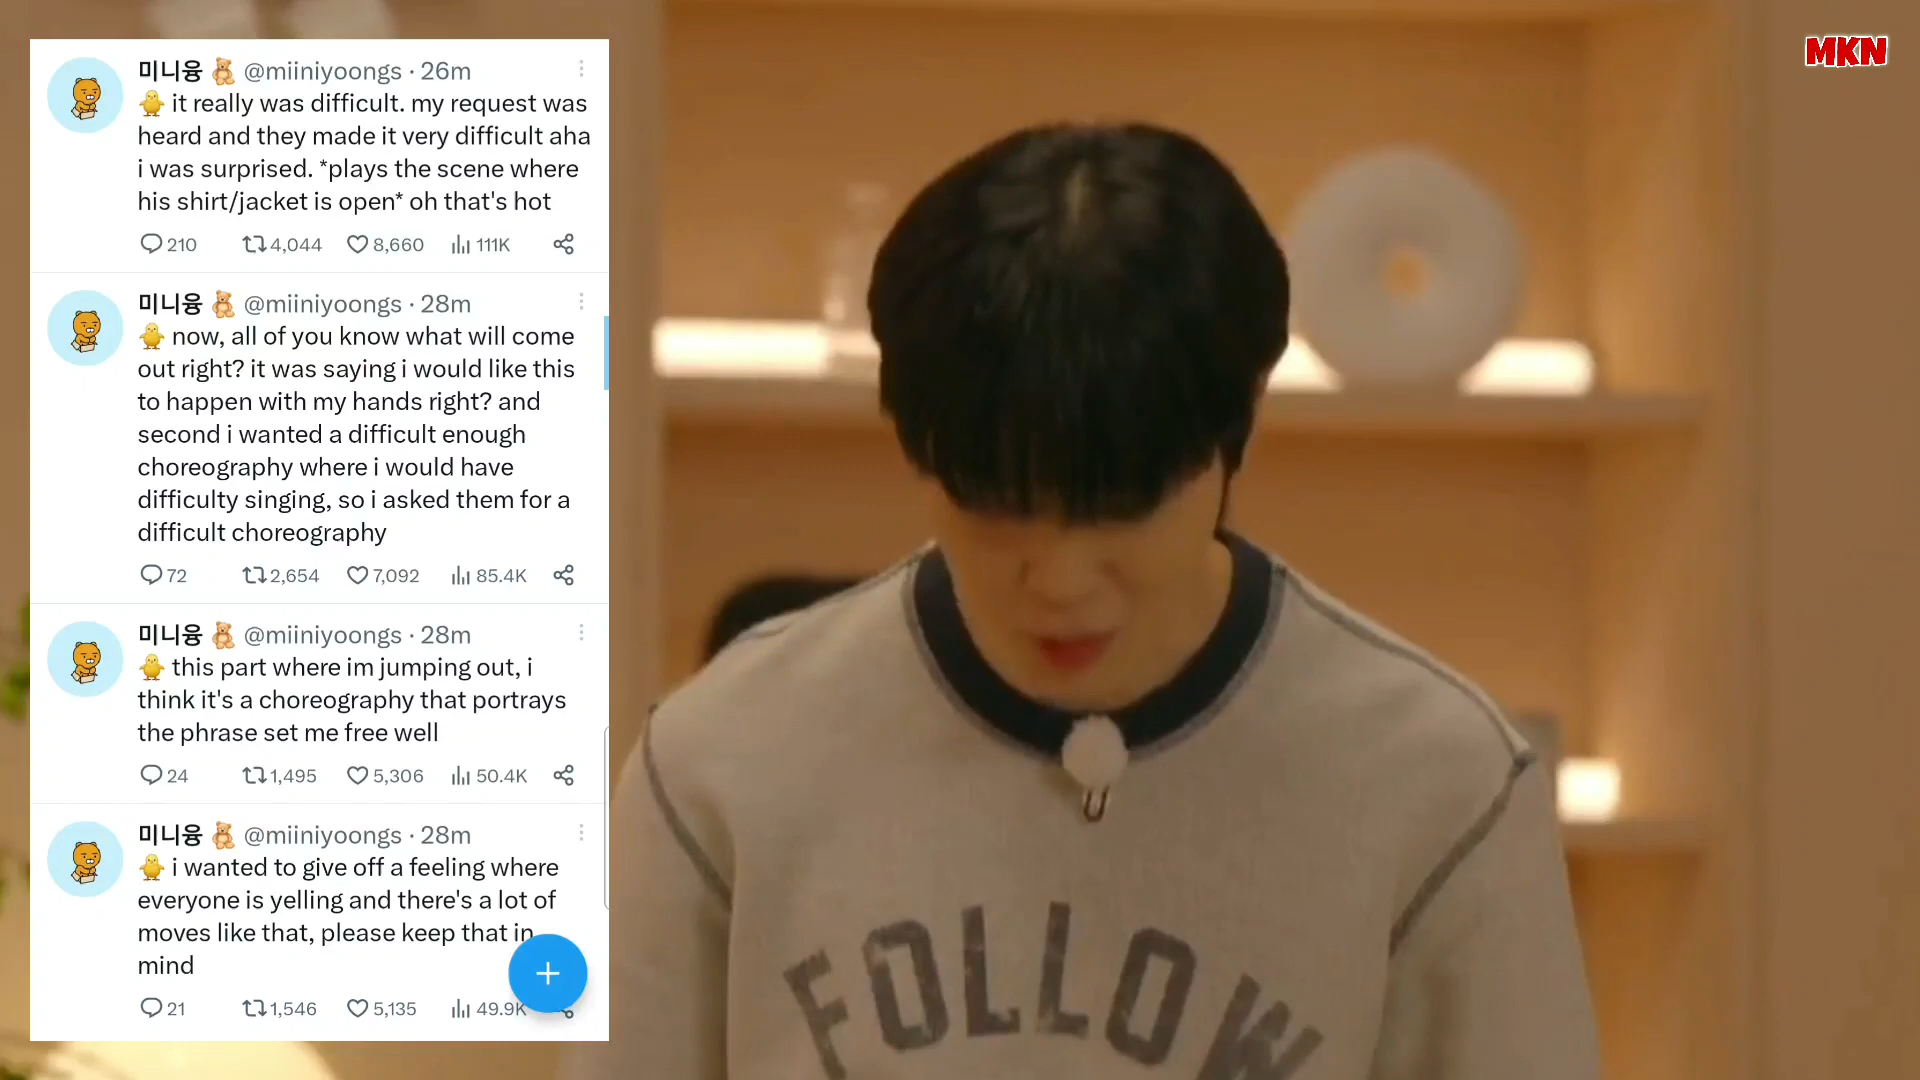 미니융 🧸 @miiniyoongs · 26m
🐥 it really was difficult. my request was
heard and they made it very difficult aha
i was surprised. *plays the scene where
his shirt/jacket is open* oh that's hot
210 4,044 8,660 111K
미니융 🧸 @miiniyoongs · 28m
🐥 now, all of you know what will come
out right? it was saying i would like this
to happen with my hands right? and
second i wanted a difficult enough
choreography where i would have
difficulty singing, so i asked them for a
difficult choreography
72 2,654 7,092 85.4K
미니융 🧸 @miiniyoongs · 28m
🐥 this part where im jumping out, i
think it's a choreography that portrays
the phrase set me free well
24 1,495 5,306 50.4K
미니융 🧸 @miiniyoongs · 28m
🐥 i wanted to give off a feeling where
everyone is yelling and there's a lot of
moves like that, please keep that in
mind
21 1,546 5,135 49.9K
MKN
FOLLOW